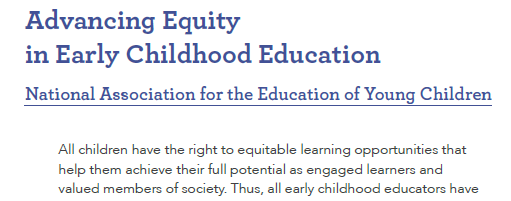 Advancing Equity
in Early Childhood Education
National Association for the Education of Young Children
All children have the right to equitable learning opportunities that
help them achieve their full potential as engaged learners and
valued members of society. Thus, all early childhood educators have